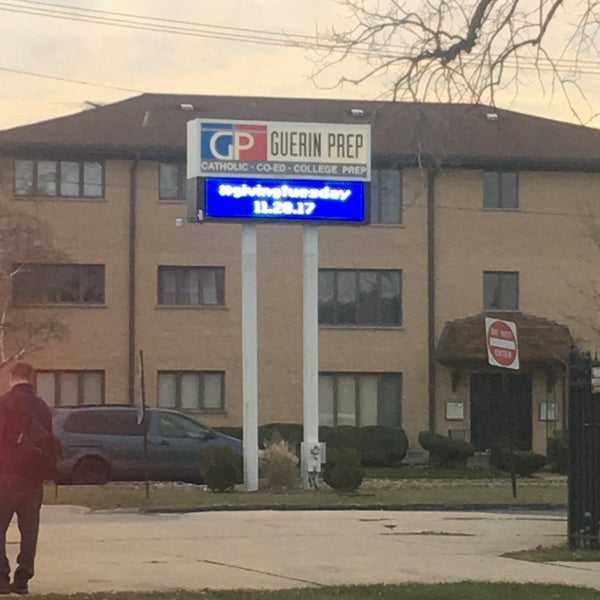 GP GUERIN PREP
CATHOLIC · CO-ED · COLLEGE PREP
#givingTuesday
11.28.17
DO NOT
ENTER